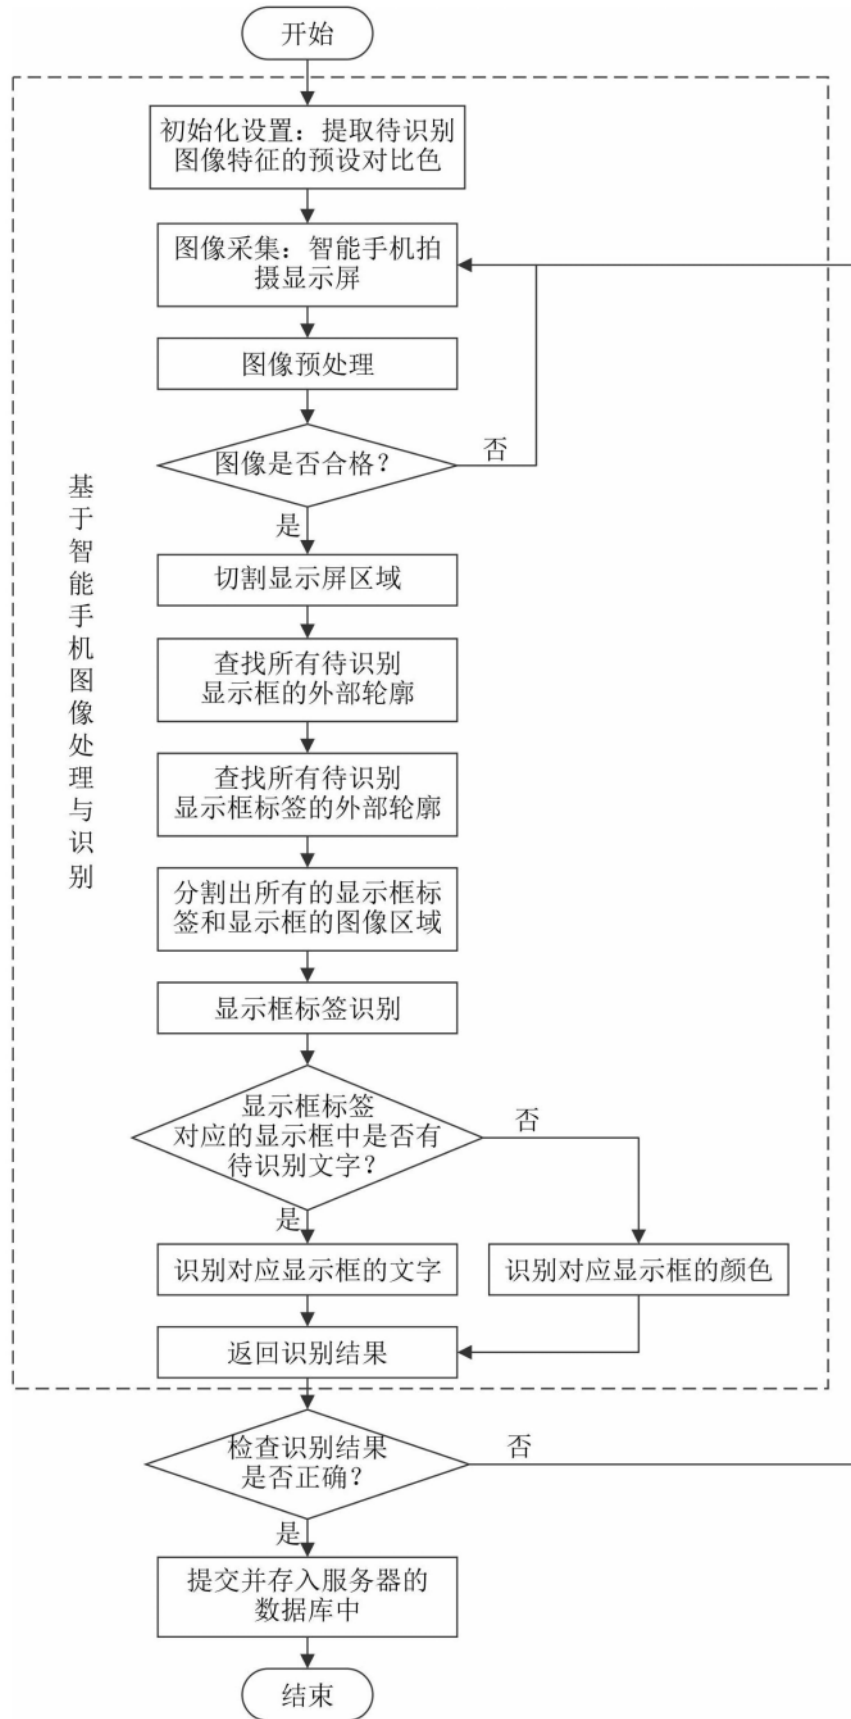 开始
初始化设置：提取待识别
图像特征的预设对比色
图像采集：智能手机拍
摄显示屏
图像预处理
图像是否合格？
否
是
基于智能手机图像处理与识别
切割显示屏区域
查找所有待识别
显示框的外部轮廓
查找所有待识别
显示框标签的外部轮廓
分割出所有的显示框标
签和显示框的图像区域
显示框标签识别
显示框标签
对应的显示框中是否有
待识别文字？
否
是
识别对应显示框的文字
识别对应显示框的颜色
返回识别结果
检查识别结果
是否正确？
否
是
提交并存入服务器的
数据库中
结束